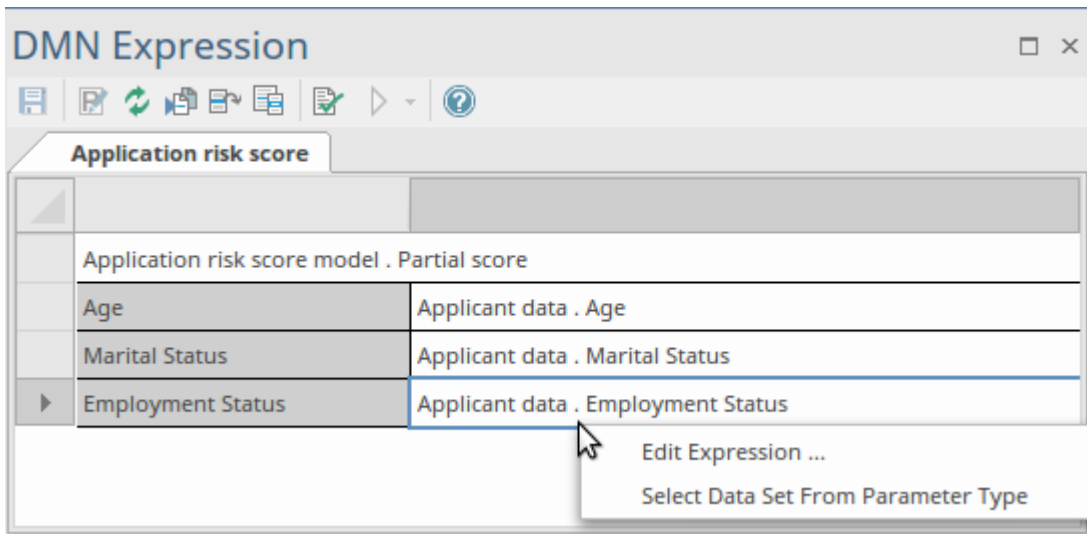 DMN Expression
Application risk score
Application risk score model . Partial score
Age
Applicant data . Age
Marital Status
Applicant data . Marital Status
Employment Status
Applicant data . Employment Status
Edit Expression ...
Select Data Set From Parameter Type